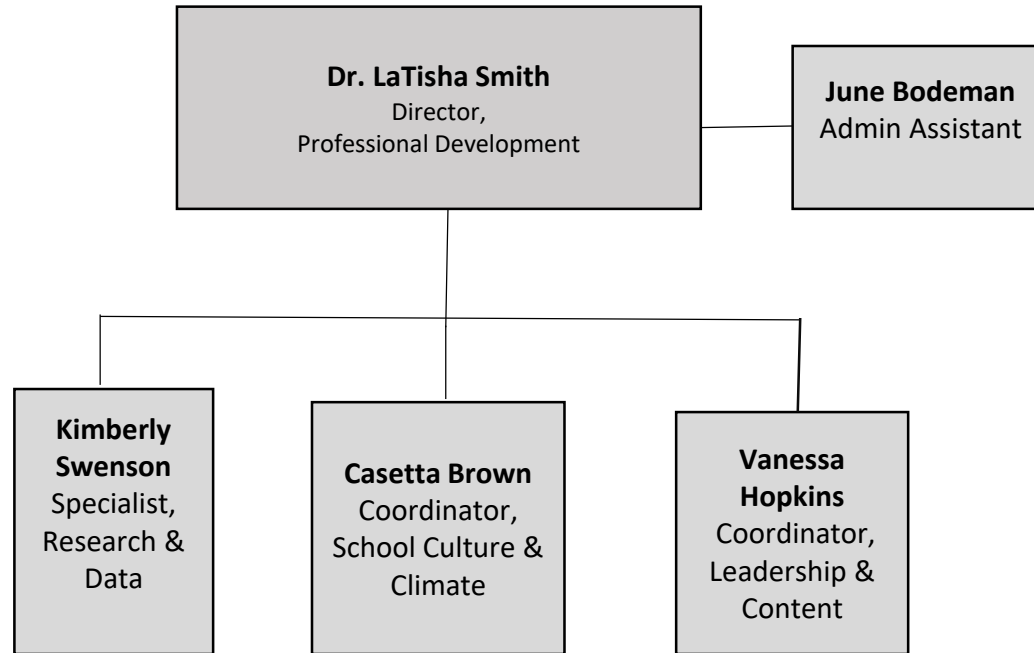 Dr. LaTisha Smith
Director,
Professional Development
June Bodeman
Admin Assistant
Kimberly
Swenson
Specialist,
Research &
Data
Casetta Brown
Coordinator,
School Culture &
Climate
Vanessa
Hopkins
Coordinator,
Leadership &
Content